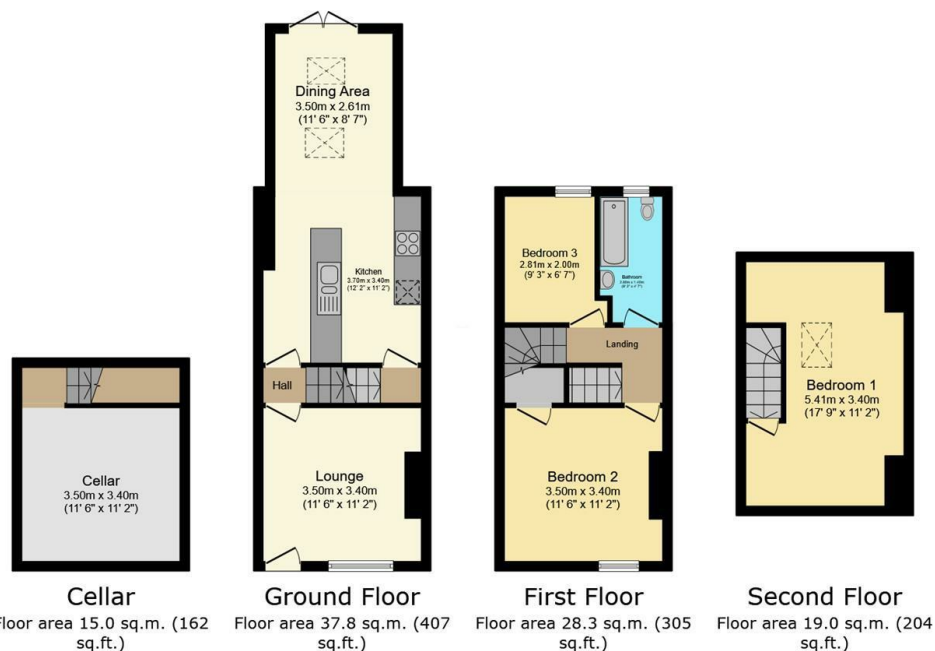 Dining Area
3.50m x 2.61m
(11' 6" x 8' 7")
Kitchen
3.70m x 3.40m
(12' 2" x 11' 2")
Hall
Lounge
3.50m x 3.40m
(11' 6" x 11' 2")
Cellar
3.50m x 3.40m
(11' 6" x 11' 2")
Bedroom 3
2.81m x 2.00m
(9' 3" x 6' 7")
Bathroom
Landing
Bedroom 2
3.50m x 3.40m
(11' 6" x 11' 2")
Bedroom 1
5.41m x 3.40m
(17' 9" x 11' 2")
Cellar
Floor area 15.0 sq.m. (162
sq.ft.)
Ground Floor
Floor area 37.8 sq.m. (407
sq.ft.)
First Floor
Floor area 28.3 sq.m. (305
sq.ft.)
Second Floor
Floor area 19.0 sq.m. (204
sq.ft.)